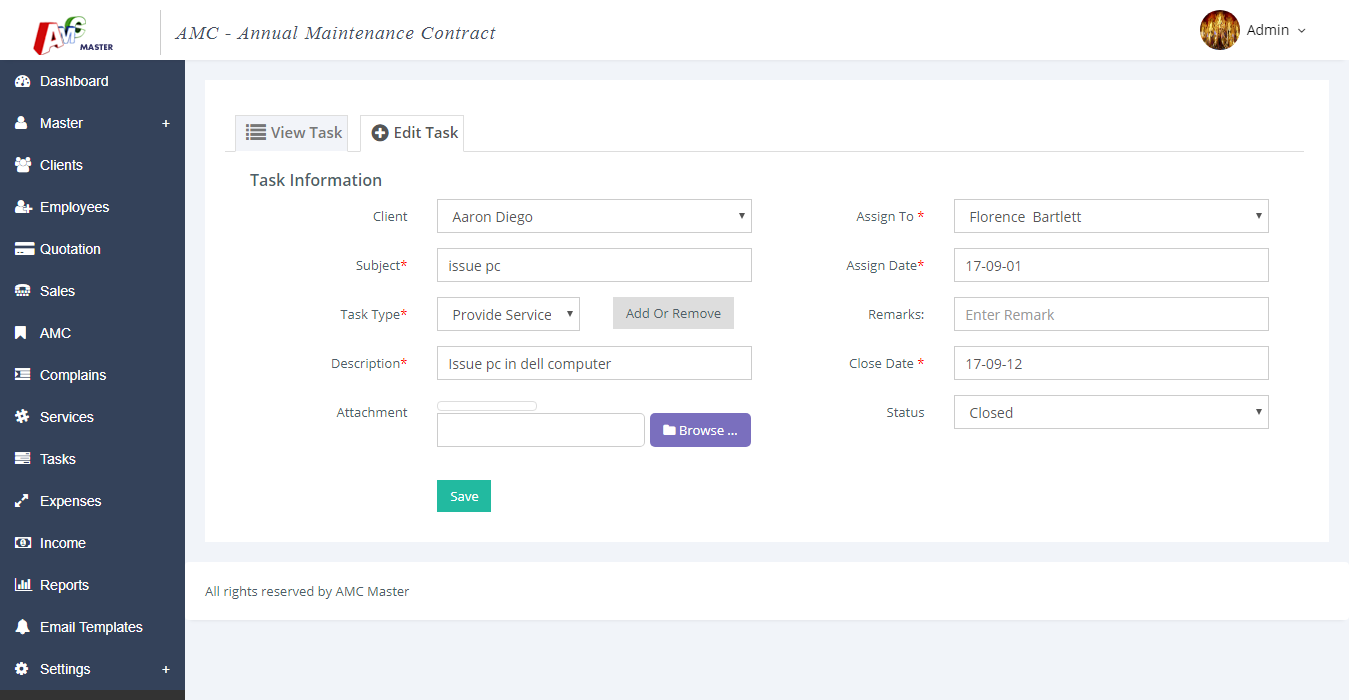 AMC MASTER
AMC - Annual Maintenance Contract
Admin
Dashboard
Master +
Clients
Employees
Quotation
Sales
AMC
Complains
Services
Tasks
Expenses
Income
Reports
Email Templates
Settings +
View Task
Edit Task
Task Information
Client Aaron Diego
Assign To * Florence Bartlett
Subject* issue pc
Assign Date* 17-09-01
Task Type* Provide Service Add Or Remove
Remarks: Enter Remark
Description* Issue pc in dell computer
Close Date * 17-09-12
Attachment Browse ...
Status Closed
Save
All rights reserved by AMC Master